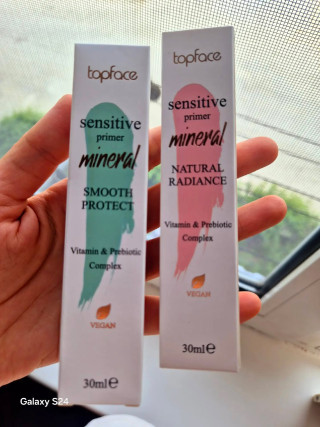 topface
sensitive
primer
mineral
SMOOTH
PROTECT
Vitamin & Prebiotic
Complex
VEGAN
30ml℮
topface
sensitive
primer
mineral
NATURAL
RADIANCE
Vitamin & Prebiotic
Complex
VEGAN
30ml℮
Galaxy S24